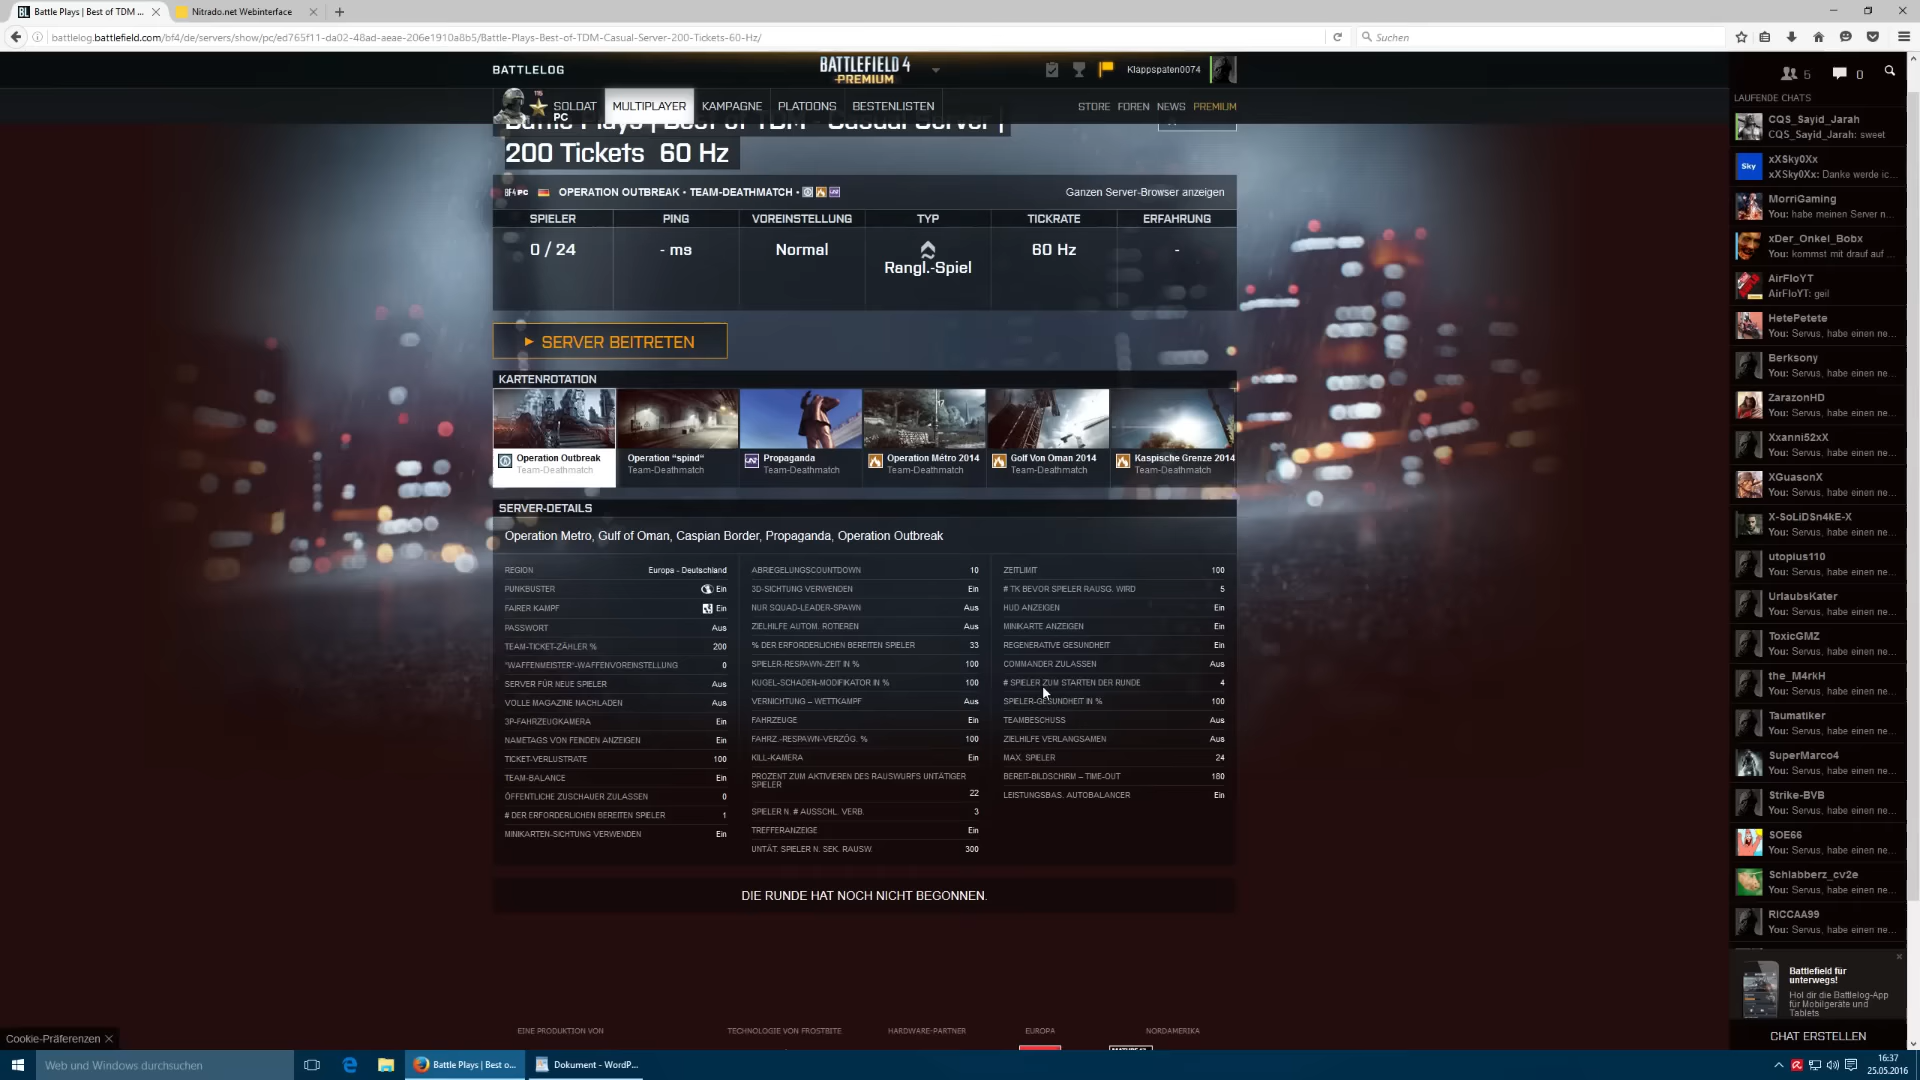 Battle Plays | Best of TDM ...
Nitrado.net Webinterface
battlelog.battlefield.com/bf4/de/servers/show/pc/ed765f11-da02-48ad-aeae-206e1910a8b5/Battle-Plays-Best-of-TDM-Casual-Server-200-Tickets-60-Hz/
Suchen
BATTLELOG
BATTLEFIELD 4
PREMIUM
Klappspaten0074
5
0
115
SOLDAT
PC
MULTIPLAYER
KAMPAGNE
PLATOONS
BESTENLISTEN
STORE
FOREN
NEWS
PREMIUM
Battle Plays | Best of TDM - Casual Server |
200 Tickets 60 Hz
BF4 PC
OPERATION OUTBREAK • TEAM-DEATHMATCH •
Ganzen Server-Browser anzeigen
SPIELER
PING
VOREINSTELLUNG
TYP
TICKRATE
ERFAHRUNG
0 / 24
- ms
Normal
Rangl.-Spiel
60 Hz
-
SERVER BEITRETEN
KARTENROTATION
Operation Outbreak
Team-Deathmatch
Operation "spind"
Team-Deathmatch
Propaganda
Team-Deathmatch
Operation Métro 2014
Team-Deathmatch
Golf Von Oman 2014
Team-Deathmatch
Kaspische Grenze 2014
Team-Deathmatch
SERVER-DETAILS
Operation Metro, Gulf of Oman, Caspian Border, Propaganda, Operation Outbreak
REGION Europa - Deutschland
PUNKBUSTER Ein
FAIRER KAMPF Ein
PASSWORT Aus
TEAM-TICKET-ZÄHLER % 200
"WAFFENMEISTER"-WAFFENVOREINSTELLUNG 0
SERVER FÜR NEUE SPIELER Aus
VOLLE MAGAZINE NACHLADEN Aus
3P-FAHRZEUGKAMERA Ein
NAMETAGS VON FEINDEN ANZEIGEN Ein
TICKET-VERLUSTRATE 100
TEAM-BALANCE Ein
ÖFFENTLICHE ZUSCHAUER ZULASSEN 0
# DER ERFORDERLICHEN BEREITEN SPIELER 1
MINIKARTEN-SICHTUNG VERWENDEN Ein
ABRIEGELUNGSCOUNTDOWN 10
3D-SICHTUNG VERWENDEN Ein
NUR SQUAD-LEADER-SPAWN Aus
ZIELHILFE AUTOM. ROTIEREN Aus
% DER ERFORDERLICHEN BEREITEN SPIELER 33
SPIELER-RESPAWN-ZEIT IN % 100
KUGEL-SCHADEN-MODIFIKATOR IN % 100
VERNICHTUNG – WETTKAMPF Aus
FAHRZEUGE Ein
FAHRZ.-RESPAWN-VERZÖG. % 100
KILL-KAMERA Ein
PROZENT ZUM AKTIVIEREN DES RAUSWURFS UNTÄTIGER
SPIELER
22
SPIELER N. # AUSSCHL. VERB. 3
TREFFERANZEIGE Ein
UNTÄT. SPIELER N. SEK. RAUSW. 300
ZEITLIMIT 100
# TK BEVOR SPIELER RAUSG. WIRD 5
HUD ANZEIGEN Ein
MINIKARTE ANZEIGEN Ein
REGENERATIVE GESUNDHEIT Ein
COMMANDER ZULASSEN Aus
# SPIELER ZUM STARTEN DER RUNDE 4
SPIELER-GESUNDHEIT IN % 100
TEAMBESCHUSS Aus
ZIELHILFE VERLANGSAMEN Aus
MAX. SPIELER 24
BEREIT-BILDSCHIRM – TIME-OUT 180
LEISTUNGSBAS. AUTOBALANCER Ein
DIE RUNDE HAT NOCH NICHT BEGONNEN.
EINE PRODUKTION VON
TECHNOLOGIE VON FROSTBITE
HARDWARE-PARTNER
EUROPA
NORDAMERIKA
LAUFENDE CHATS
CQS_Sayid_Jarah
CQS_Sayid_Jarah: sweet
Sky
xXSky0Xx
xXSky0Xx: Danke werde ic...
MorriGaming
You: habe meinen Server n...
xDer_Onkel_Bobx
You: kommst mit drauf auf ...
AirFloYT
AirFloYT: geil
HetePetete
You: Servus, habe einen ne...
Berksony
You: Servus, habe einen ne...
ZarazonHD
You: Servus, habe einen ne...
Xxanni52xX
You: Servus, habe einen ne...
XGuasonX
You: Servus, habe einen ne...
X-SoLiDSn4kE-X
You: Servus, habe einen ne...
utopius110
You: Servus, habe einen ne...
UrlaubsKater
You: Servus, habe einen ne...
ToxicGMZ
You: Servus, habe einen ne...
the_M4rkH
You: Servus, habe einen ne...
Taumatiker
You: Servus, habe einen ne...
SuperMarco4
You: Servus, habe einen ne...
Strike-BVB
You: Servus, habe einen ne...
SOE66
You: Servus, habe einen ne...
Schlabberz_cv2e
You: Servus, habe einen ne...
RICCAA99
You: Servus, habe einen ne...
Battlefield für
unterwegs!
Hol dir die Battlelog-App
für Mobilgeräte und
Tablets
CHAT ERSTELLEN
Cookie-Präferenzen
Web und Windows durchsuchen
Battle Plays | Best o...
Dokument - WordP...
16:37
25.05.2016